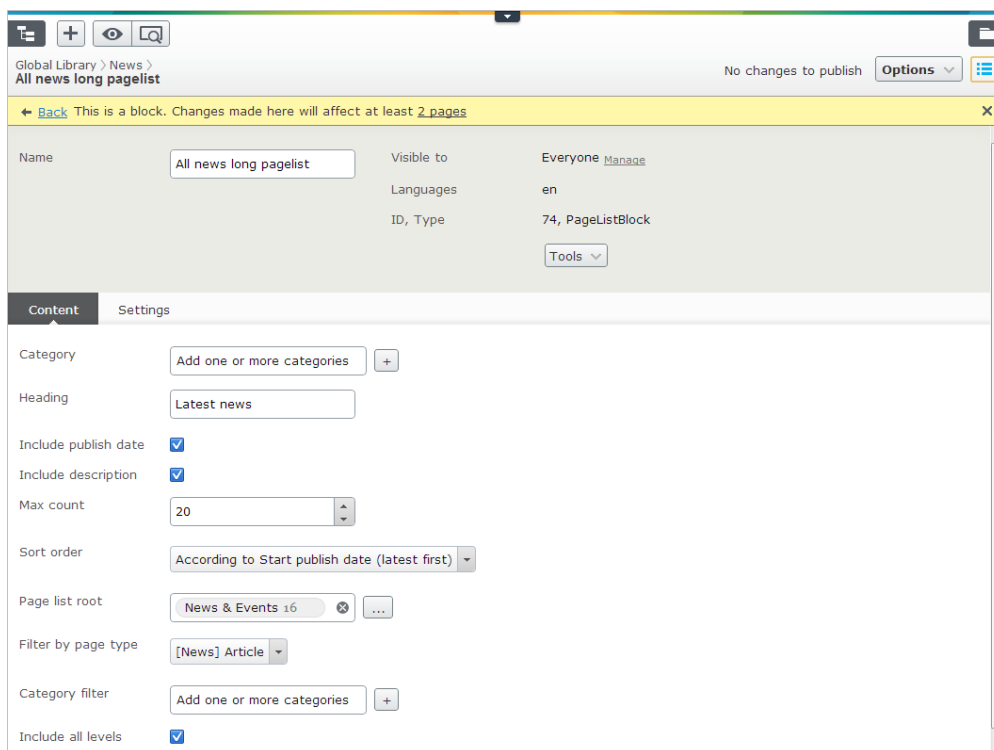 Global Library > News >
All news long pagelist
No changes to publish
Options
Back This is a block. Changes made here will affect at least 2 pages
Name
All news long pagelist
Visible to
Everyone Manage
Languages
en
ID, Type
74, PageListBlock
Tools
Content
Settings
Category
Add one or more categories
+
Heading
Latest news
Include publish date
Include description
Max count
20
Sort order
According to Start publish date (latest first)
Page list root
News & Events 16
...
Filter by page type
[News] Article
Category filter
Add one or more categories
+
Include all levels